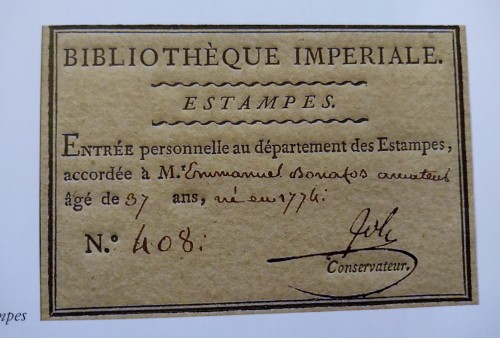 BIBLIOTHÈQUE IMPERIALE.
ESTAMPES.
ENTRÉE personnelle au département des Estampes,
accordée à M.r Emmanuel Bonafos amateur
âgé de 37 ans, né en 1774.
N.o 408.
Conservateur.
mpes